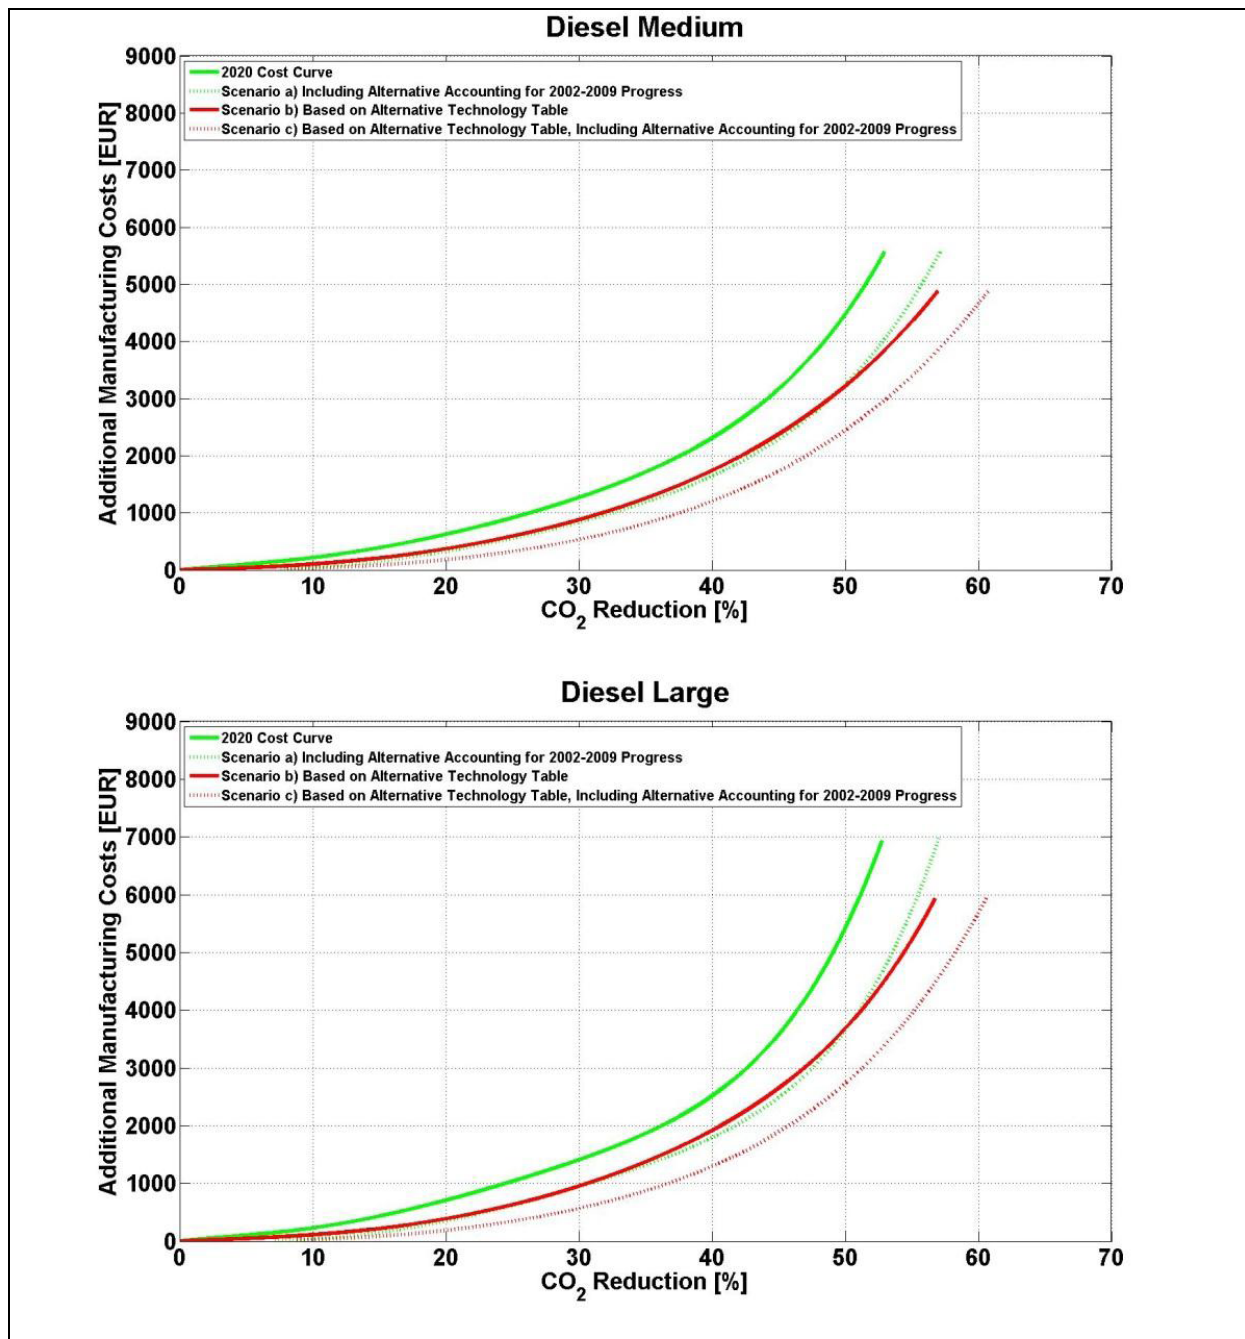 Diesel Medium
9000
8000
7000
6000
5000
4000
3000
2000
1000
0
Additional Manufacturing Costs [EUR]
2020 Cost Curve
Scenario a) Including Alternative Accounting for 2002-2009 Progress
Scenario b) Based on Alternative Technology Table
Scenario c) Based on Alternative Technology Table, Including Alternative Accounting for 2002-2009 Progress
0 10 20 30 40 50 60 70
CO2 Reduction [%]
Diesel Large
9000
8000
7000
6000
5000
4000
3000
2000
1000
0
Additional Manufacturing Costs [EUR]
2020 Cost Curve
Scenario a) Including Alternative Accounting for 2002-2009 Progress
Scenario b) Based on Alternative Technology Table
Scenario c) Based on Alternative Technology Table, Including Alternative Accounting for 2002-2009 Progress
0 10 20 30 40 50 60 70
CO2 Reduction [%]